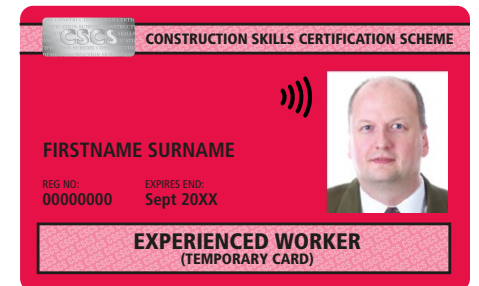 CSCS CONSTRUCTION SKILLS CERTIFICATION SCHEME
FIRSTNAME SURNAME
REG NO: EXPIRES END:
00000000 Sept 20XX
EXPERIENCED WORKER
(TEMPORARY CARD)